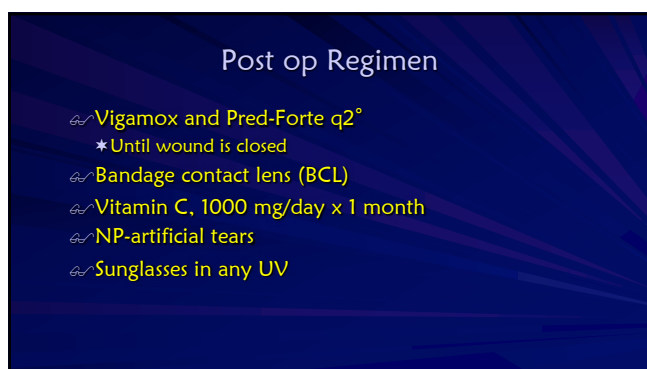 Post op Regimen
Vigamox and Pred-Forte q2°
Until wound is closed
Bandage contact lens (BCL)
Vitamin C, 1000 mg/day x 1 month
NP-artificial tears
Sunglasses in any UV